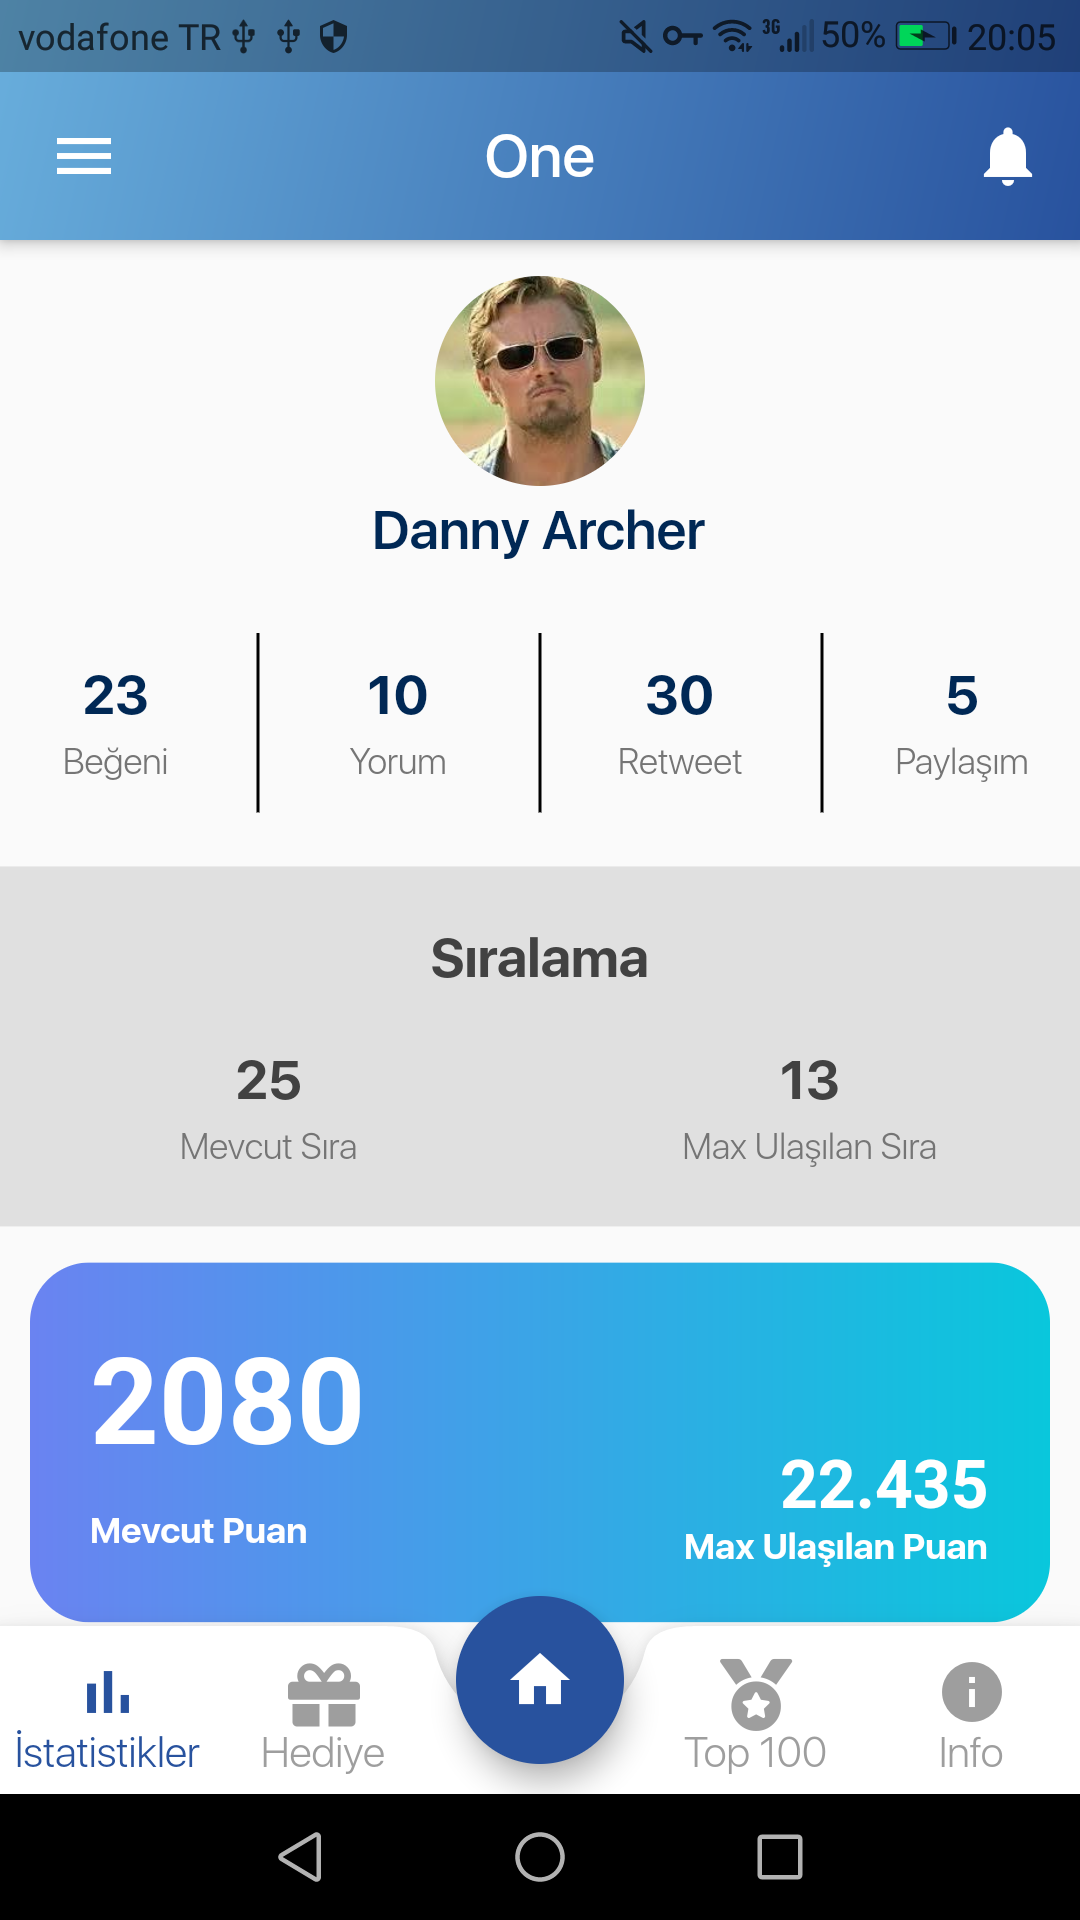 vodafone TR 3G 50% 20:05
One
Danny Archer
23 10 30 5
Beğeni Yorum Retweet Paylaşım
Sıralama
25 13
Mevcut Sıra Max Ulaşılan Sıra
2080
22.435
Mevcut Puan
Max Ulaşılan Puan
İstatistikler Hediye Top 100 Info